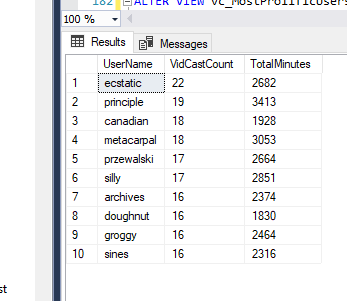 182 ALTER VIEW vc_MostProlificUsers
100 %
Results Messages
UserName VidCastCount TotalMinutes
1 ecstatic 22 2682
2 principle 19 3413
3 canadian 18 1928
4 metacarpal 18 3053
5 przewalski 17 2664
6 silly 17 2851
7 archives 16 2374
8 doughnut 16 1830
9 groggy 16 2464
10 sines 16 2316
st